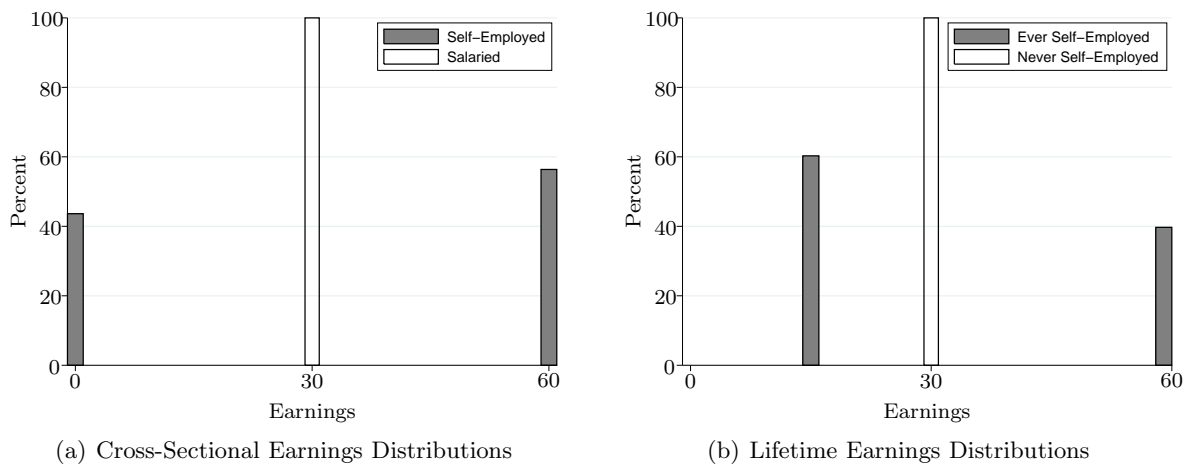 100
80
60
40
20
0
Percent
Self−Employed
Salaried
0 30 60
Earnings
(a) Cross-Sectional Earnings Distributions
100
80
60
40
20
0
Percent
Ever Self−Employed
Never Self−Employed
0 30 60
Earnings
(b) Lifetime Earnings Distributions